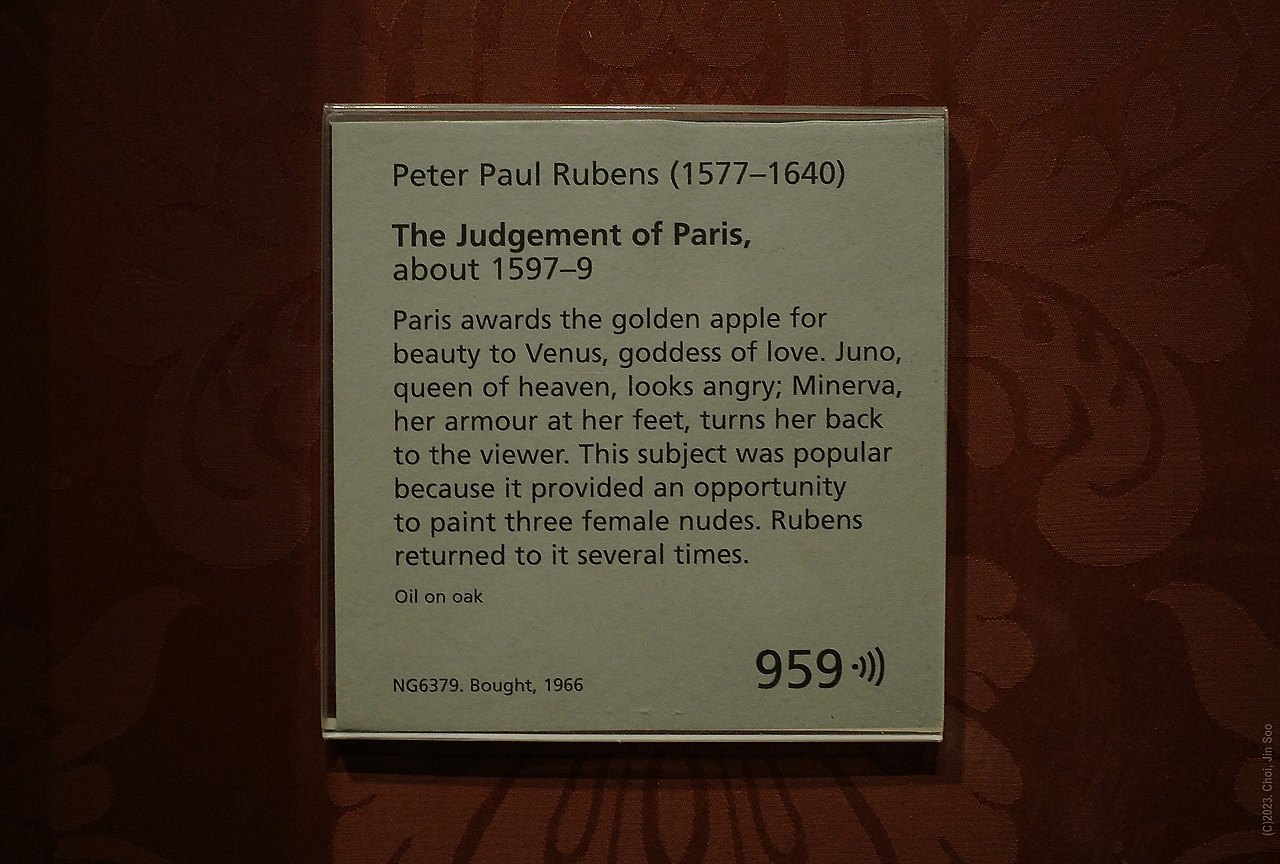 Peter Paul Rubens (1577–1640)
The Judgement of Paris,
about 1597–9
Paris awards the golden apple for
beauty to Venus, goddess of love. Juno,
queen of heaven, looks angry; Minerva,
her armour at her feet, turns her back
to the viewer. This subject was popular
because it provided an opportunity
to paint three female nudes. Rubens
returned to it several times.
Oil on oak
NG6379. Bought, 1966
959
(C)2023. Choi, Jin Soo